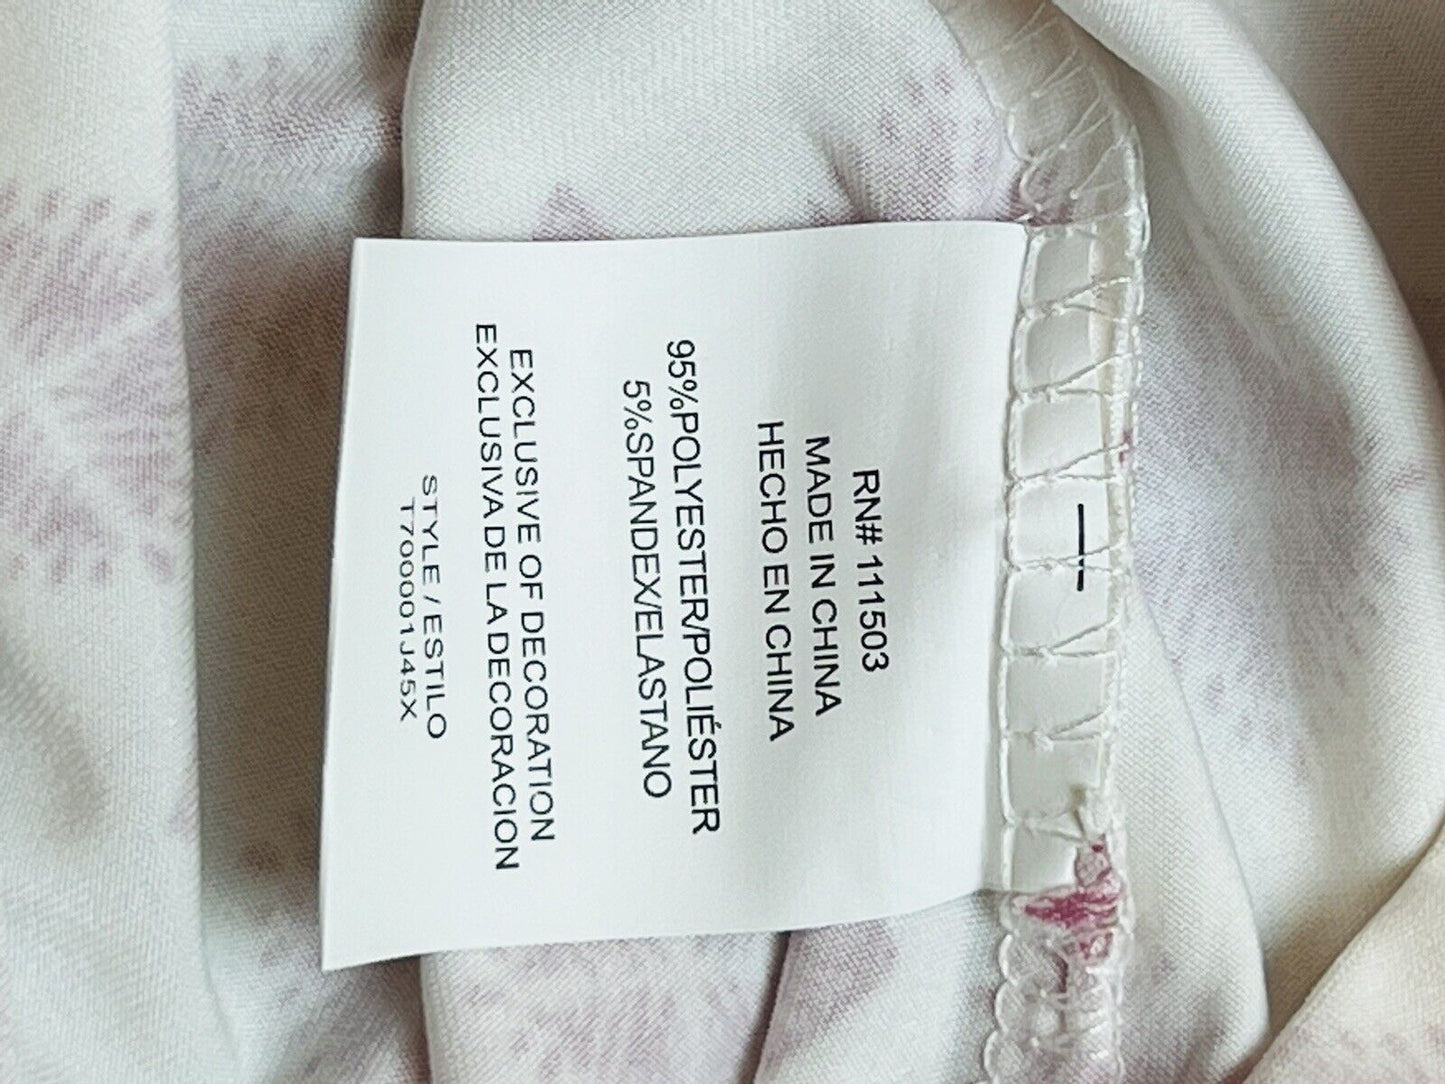 RN# 111503
MADE IN CHINA
HECHO EN CHINA
95%POLYESTER/POLIÉSTER
5%SPANDEX/ELASTANO
EXCLUSIVE OF DECORATION
EXCLUSIVA DE LA DECORACION
STYLE / ESTILO
T700001J45X